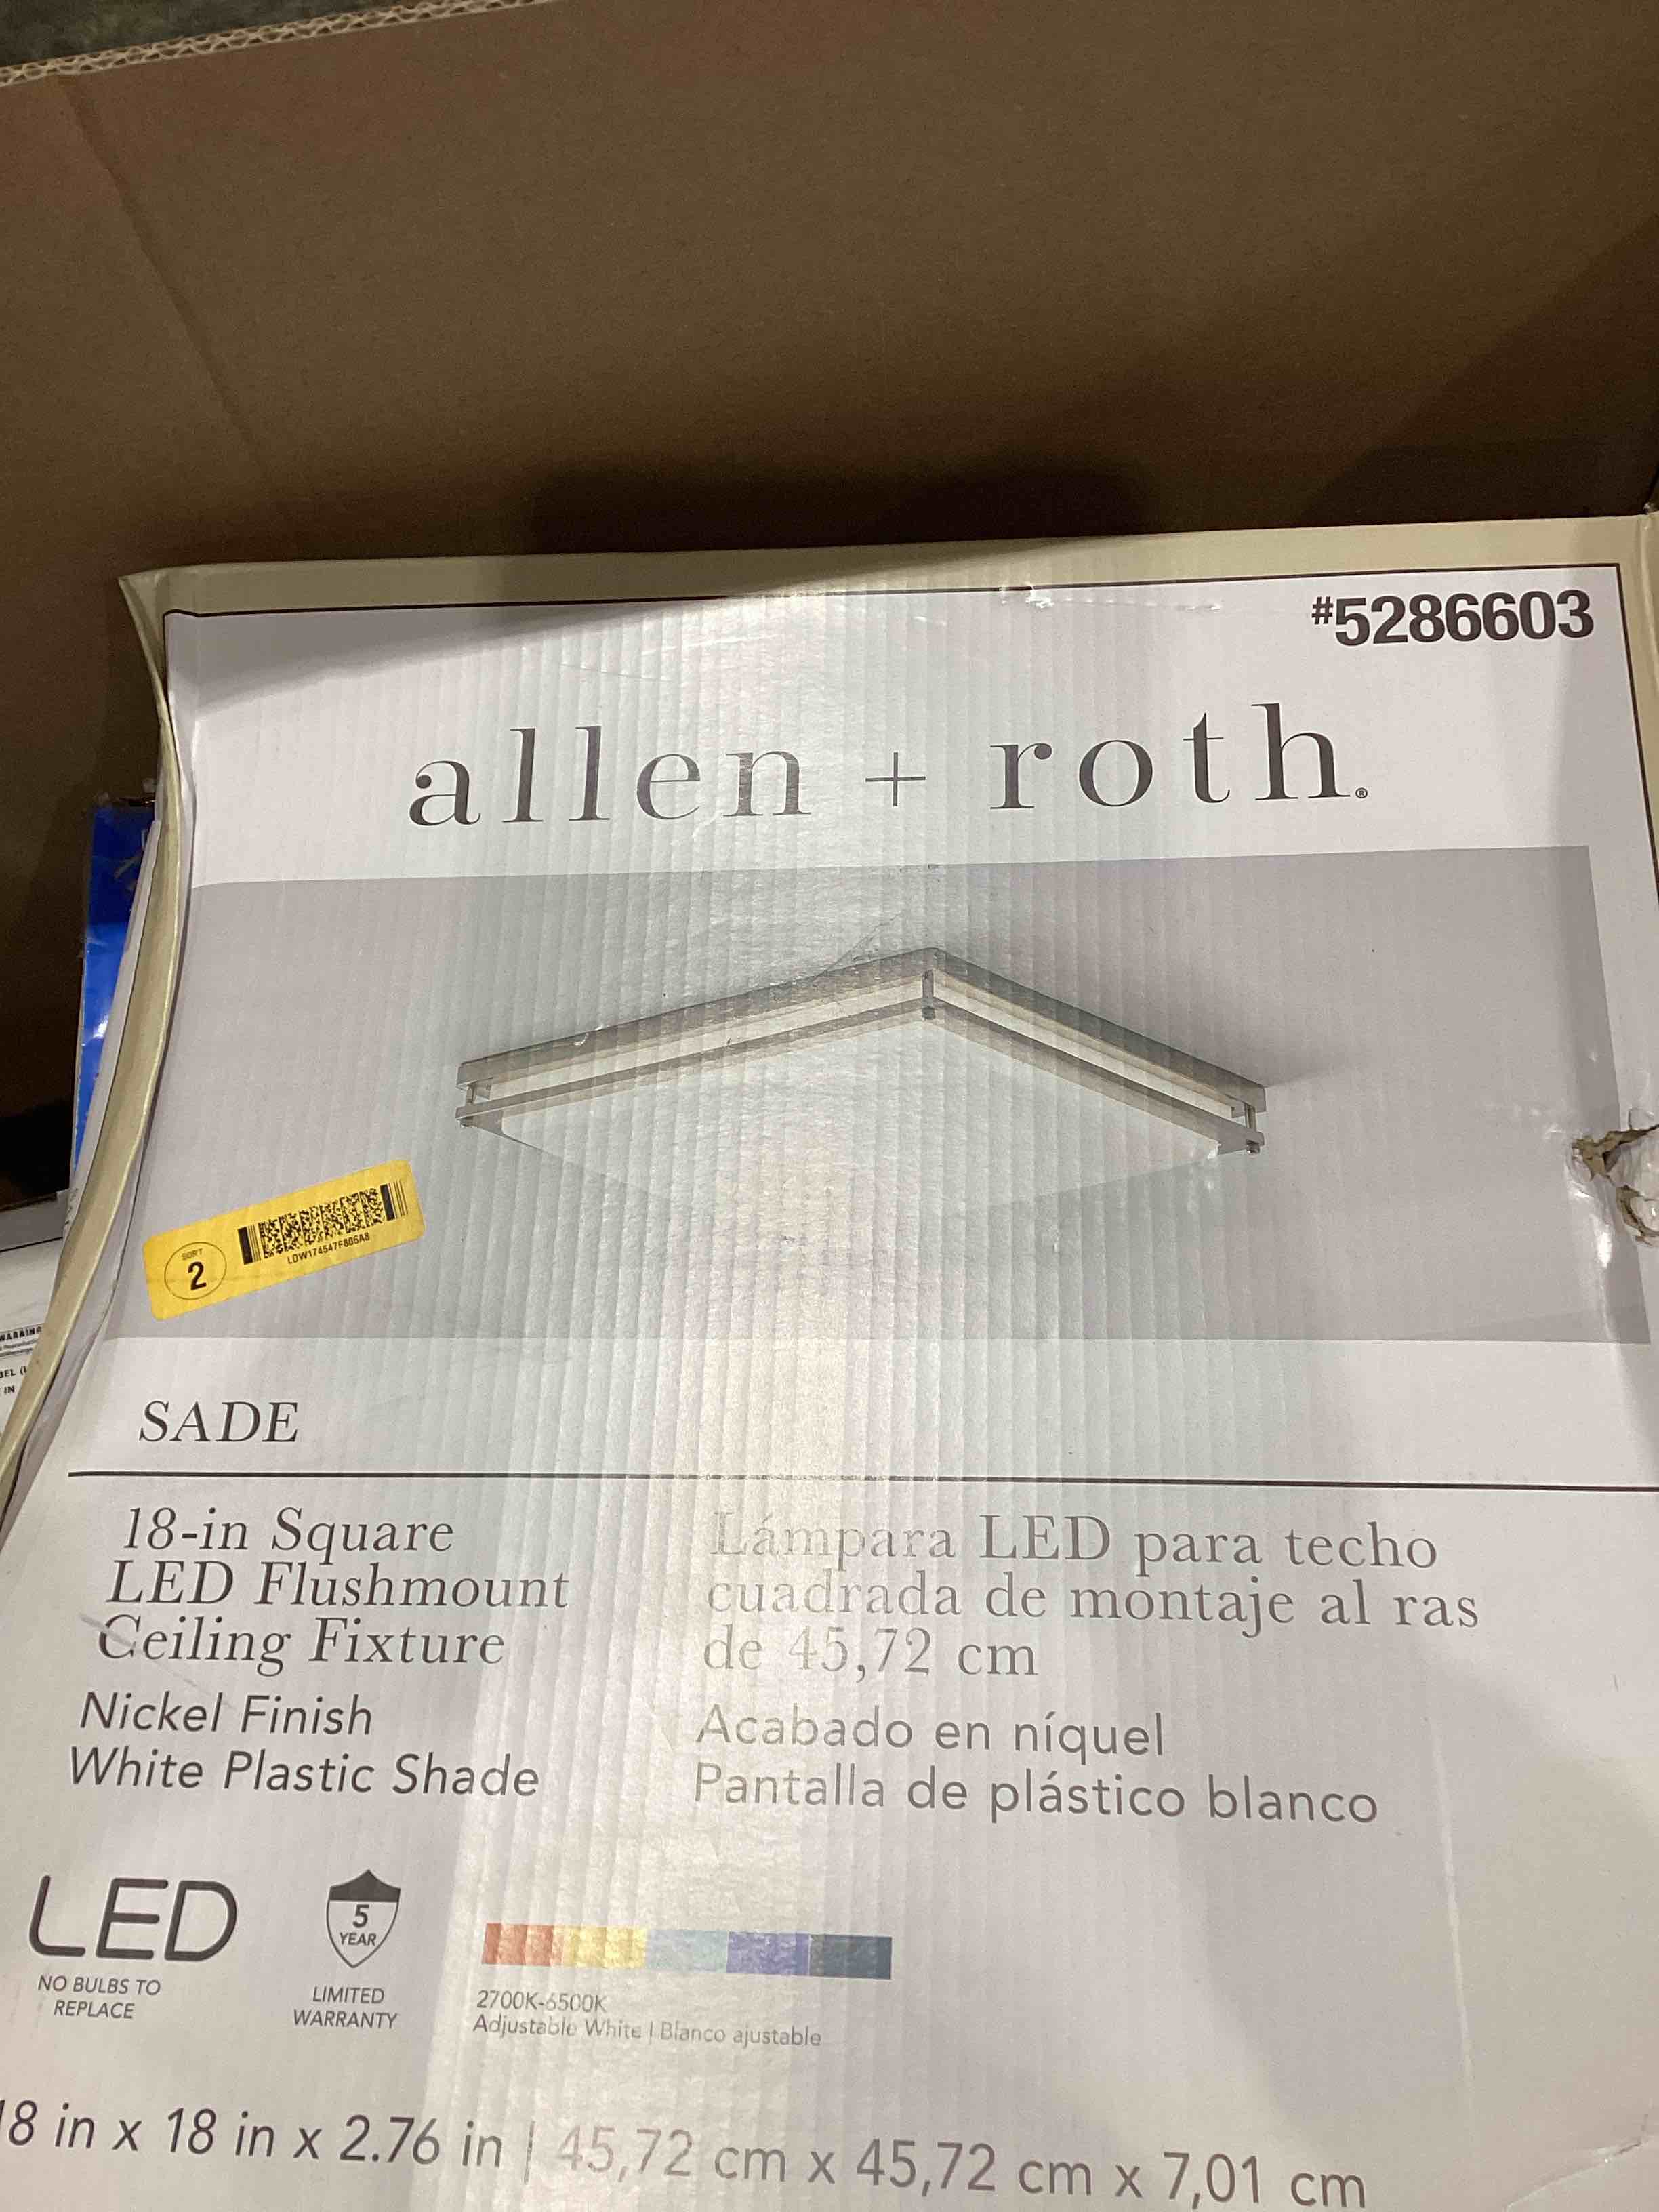 #5286603
allen + roth®
SORT
2
LDW174547F806A8
SADE
18-in Square
LED Flushmount
Ceiling Fixture
Nickel Finish
White Plastic Shade
Lámpara LED para techo
cuadrada de montaje al ras
de 45,72 cm
Acabado en níquel
Pantalla de plástico blanco
LED
NO BULBS TO
REPLACE
5
YEAR
LIMITED
WARRANTY
2700K-6500K
Adjustable White | Blanco ajustable
18 in x 18 in x 2.76 in | 45,72 cm x 45,72 cm x 7,01 cm
WARNING
IN